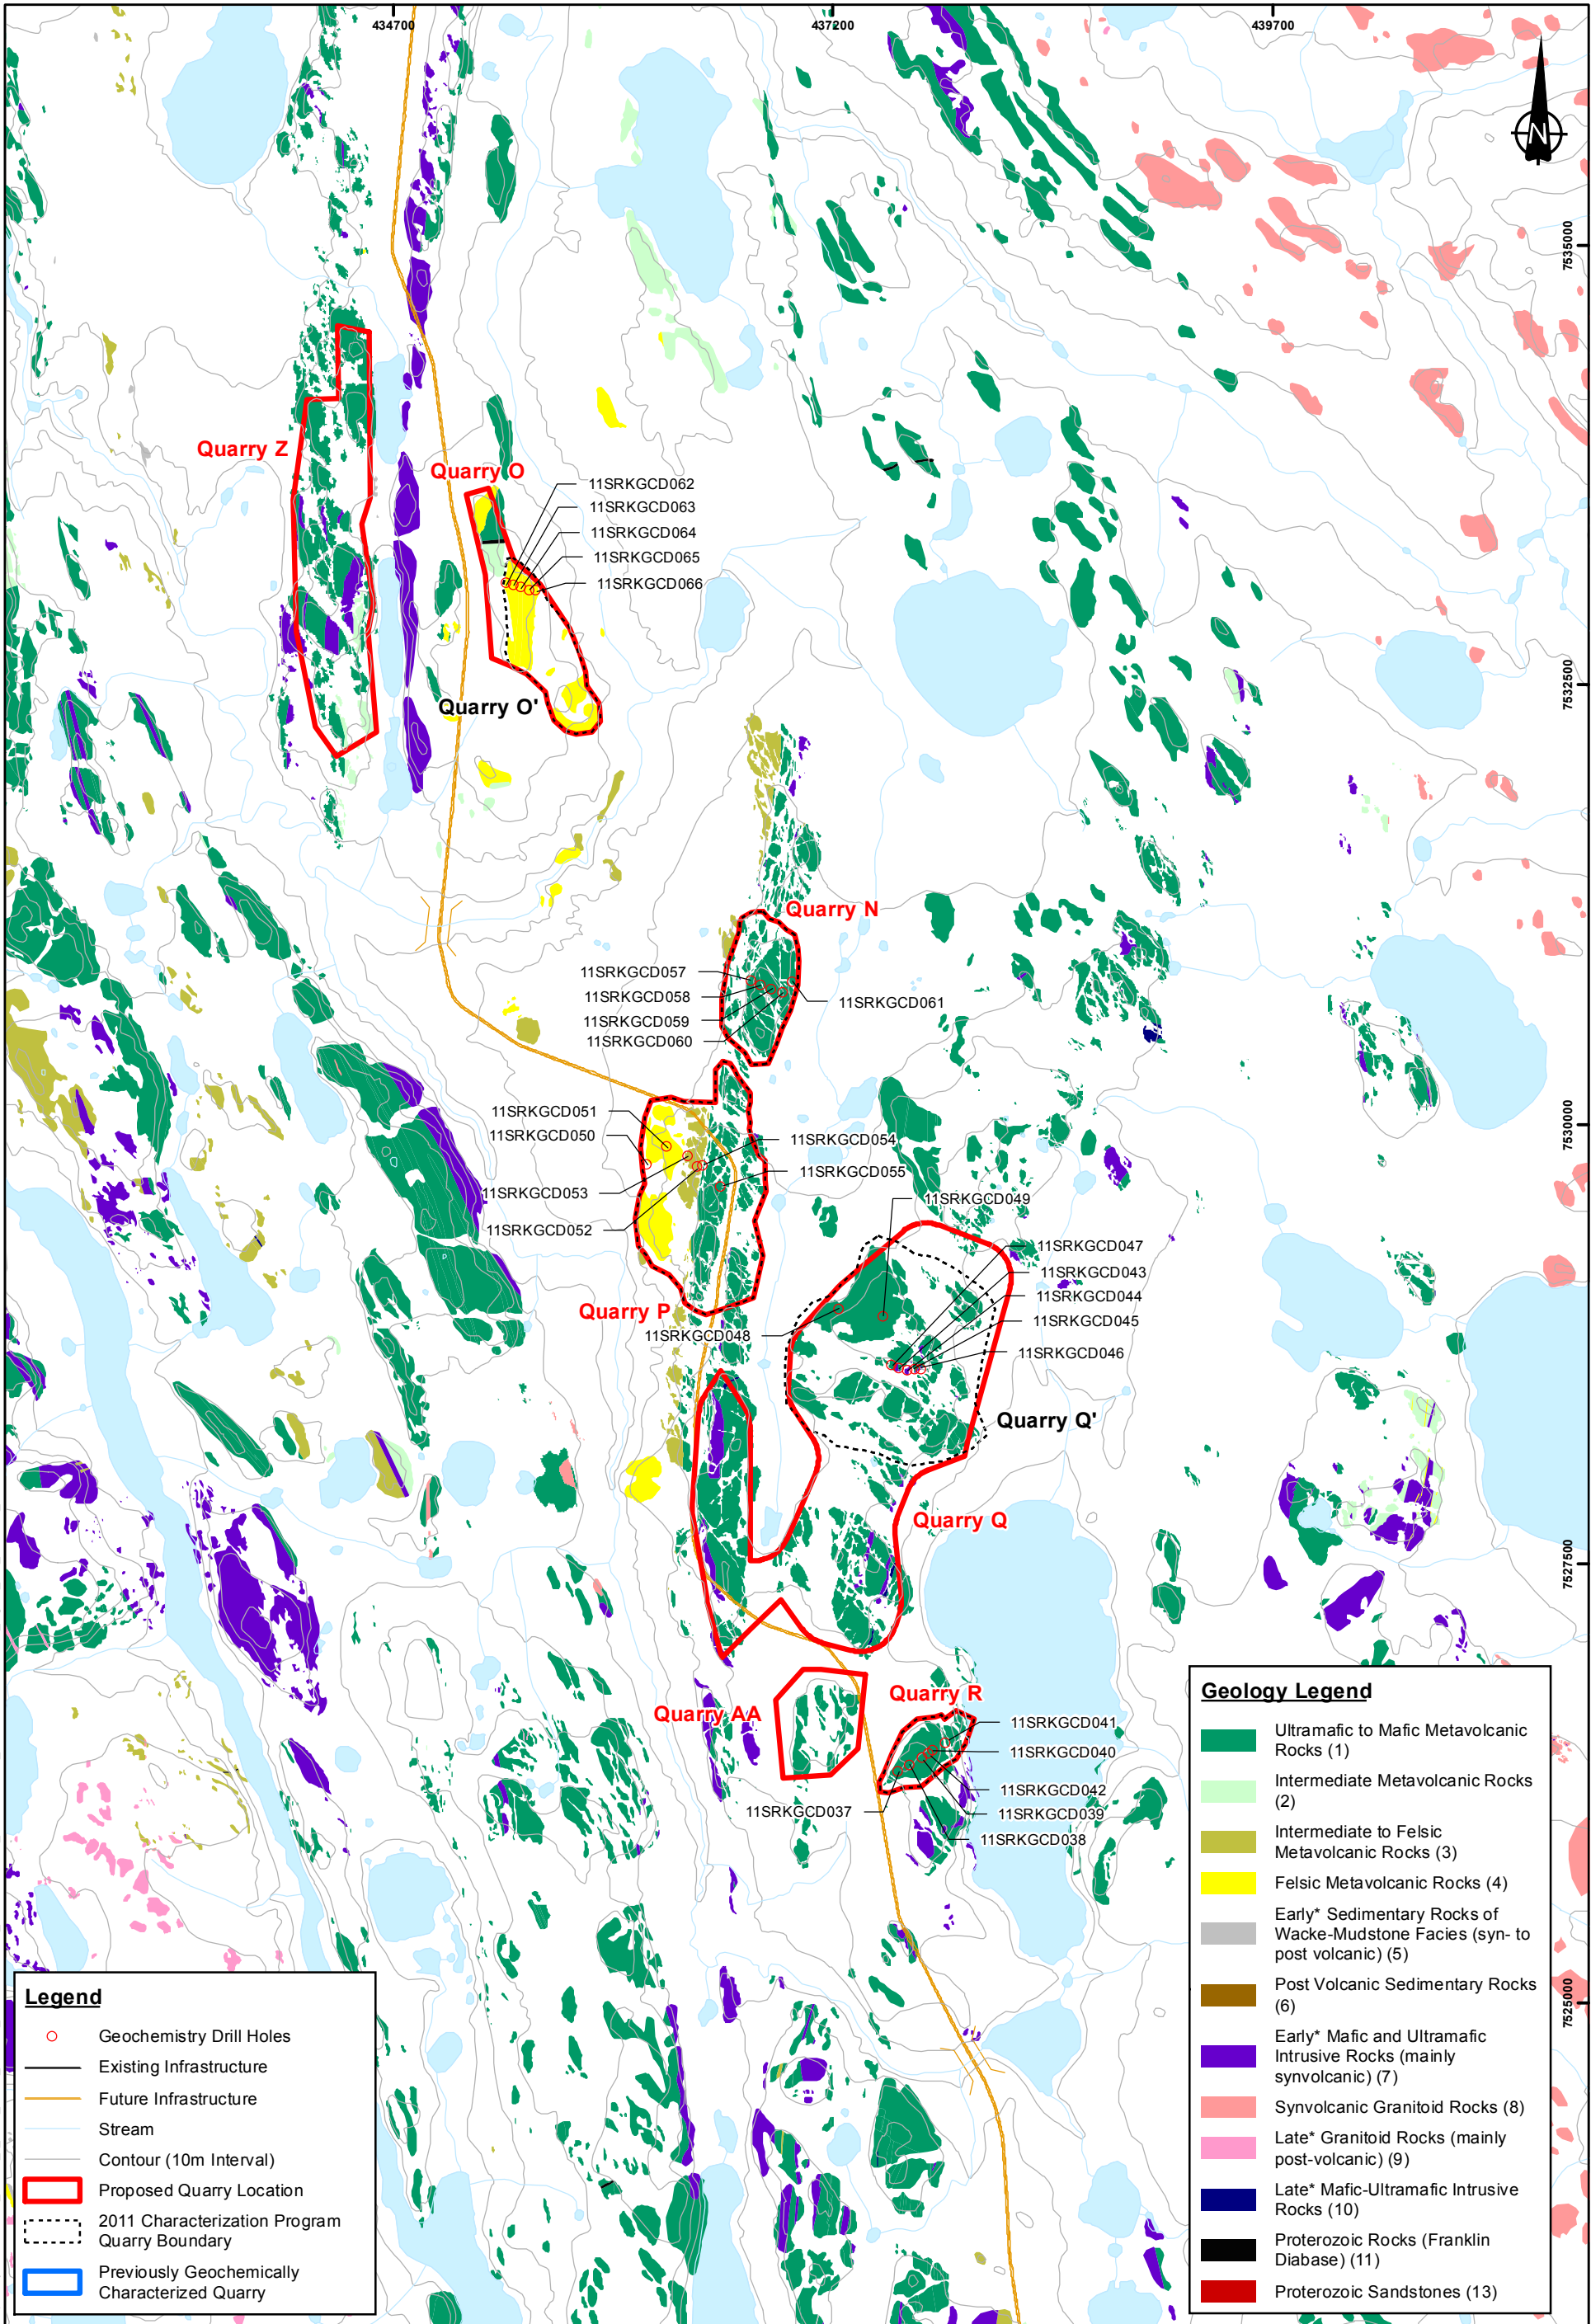 434700
437200
439700
N
7535000
Quarry Z
Quarry O
11SRKGCD062
11SRKGCD063
11SRKGCD064
11SRKGCD065
11SRKGCD066
7532500
Quarry O'
Quarry N
11SRKGCD057
11SRKGCD058
11SRKGCD059
11SRKGCD060
11SRKGCD061
7530000
11SRKGCD051
11SRKGCD050
11SRKGCD054
11SRKGCD055
11SRKGCD053
11SRKGCD052
11SRKGCD049
11SRKGCD047
11SRKGCD043
11SRKGCD044
11SRKGCD045
11SRKGCD046
Quarry P
11SRKGCD048
Quarry Q'
Quarry Q
7527500
Quarry AA
Quarry R
11SRKGCD041
11SRKGCD040
11SRKGCD042
11SRKGCD039
11SRKGCD038
11SRKGCD037
7525000
Legend
Geochemistry Drill Holes
Existing Infrastructure
Future Infrastructure
Stream
Contour (10m Interval)
Proposed Quarry Location
2011 Characterization Program
Quarry Boundary
Previously Geochemically
Characterized Quarry
Geology Legend
Ultramafic to Mafic Metavolcanic
Rocks (1)
Intermediate Metavolcanic Rocks
(2)
Intermediate to Felsic
Metavolcanic Rocks (3)
Felsic Metavolcanic Rocks (4)
Early* Sedimentary Rocks of
Wacke-Mudstone Facies (syn- to
post volcanic) (5)
Post Volcanic Sedimentary Rocks
(6)
Early* Mafic and Ultramafic
Intrusive Rocks (mainly
synvolcanic) (7)
Synvolcanic Granitoid Rocks (8)
Late* Granitoid Rocks (mainly
post-volcanic) (9)
Late* Mafic-Ultramafic Intrusive
Rocks (10)
Proterozoic Rocks (Franklin
Diabase) (11)
Proterozoic Sandstones (13)